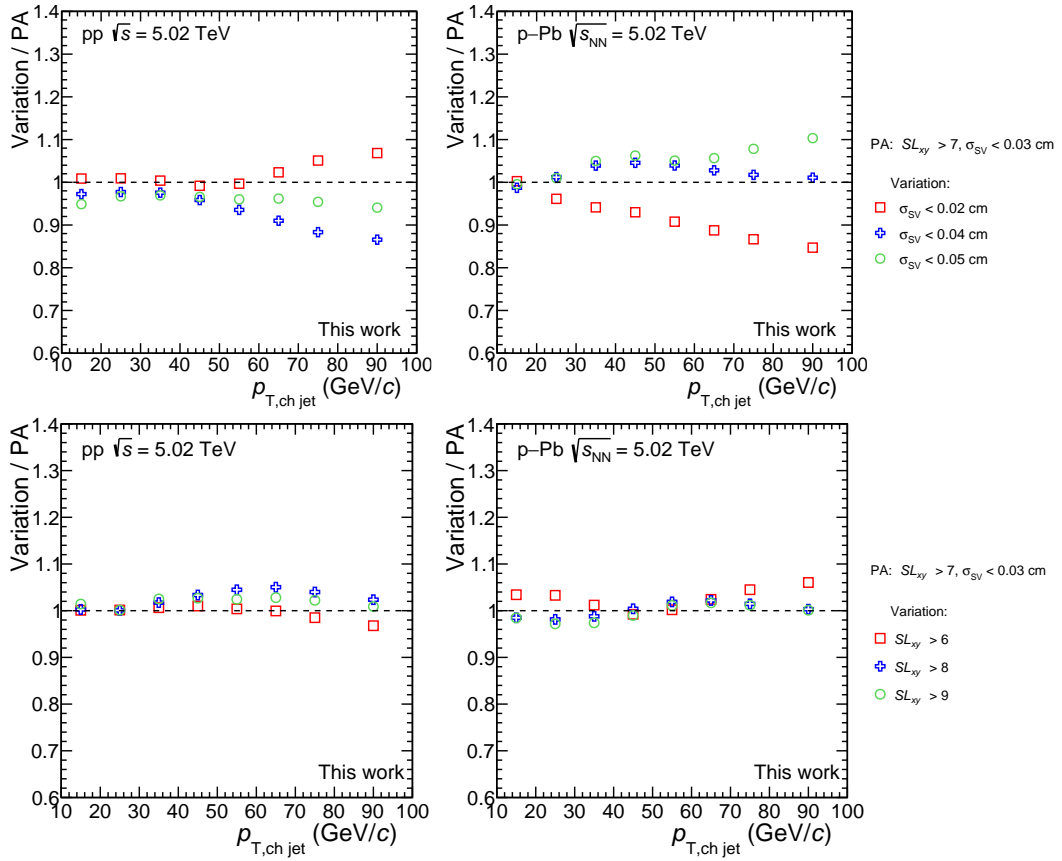 Variation / PA
1.4
1.3
1.2
1.1
1
0.9
0.8
0.7
0.6
pp √s = 5.02 TeV
This work
10 20 30 40 50 60 70 80 90 100
p_T,ch jet (GeV/c)
Variation / PA
1.4
1.3
1.2
1.1
1
0.9
0.8
0.7
0.6
p−Pb √s_NN = 5.02 TeV
This work
10 20 30 40 50 60 70 80 90 100
p_T,ch jet (GeV/c)
PA: SL_xy > 7, σ_SV < 0.03 cm
Variation:
σ_SV < 0.02 cm
σ_SV < 0.04 cm
σ_SV < 0.05 cm
Variation / PA
1.4
1.3
1.2
1.1
1
0.9
0.8
0.7
0.6
pp √s = 5.02 TeV
This work
10 20 30 40 50 60 70 80 90 100
p_T,ch jet (GeV/c)
Variation / PA
1.4
1.3
1.2
1.1
1
0.9
0.8
0.7
0.6
p−Pb √s_NN = 5.02 TeV
This work
10 20 30 40 50 60 70 80 90 100
p_T,ch jet (GeV/c)
PA: SL_xy > 7, σ_SV < 0.03 cm
Variation:
SL_xy > 6
SL_xy > 8
SL_xy > 9